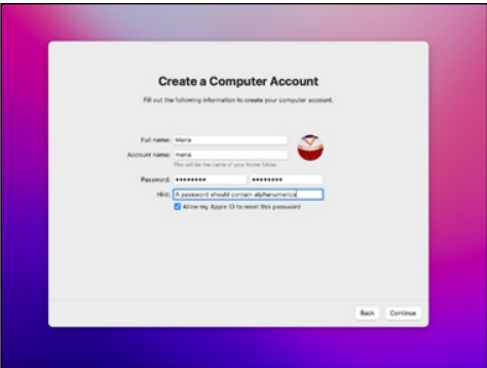 Create a Computer Account
Fill out the following information to create your computer account.
Full name: Maria
Account name: maria
This will be the name of your home folder.
Password: •••••••• ••••••••
Hint: A password should contain alphanumerics
Allow my Apple ID to reset this password
Back Continue